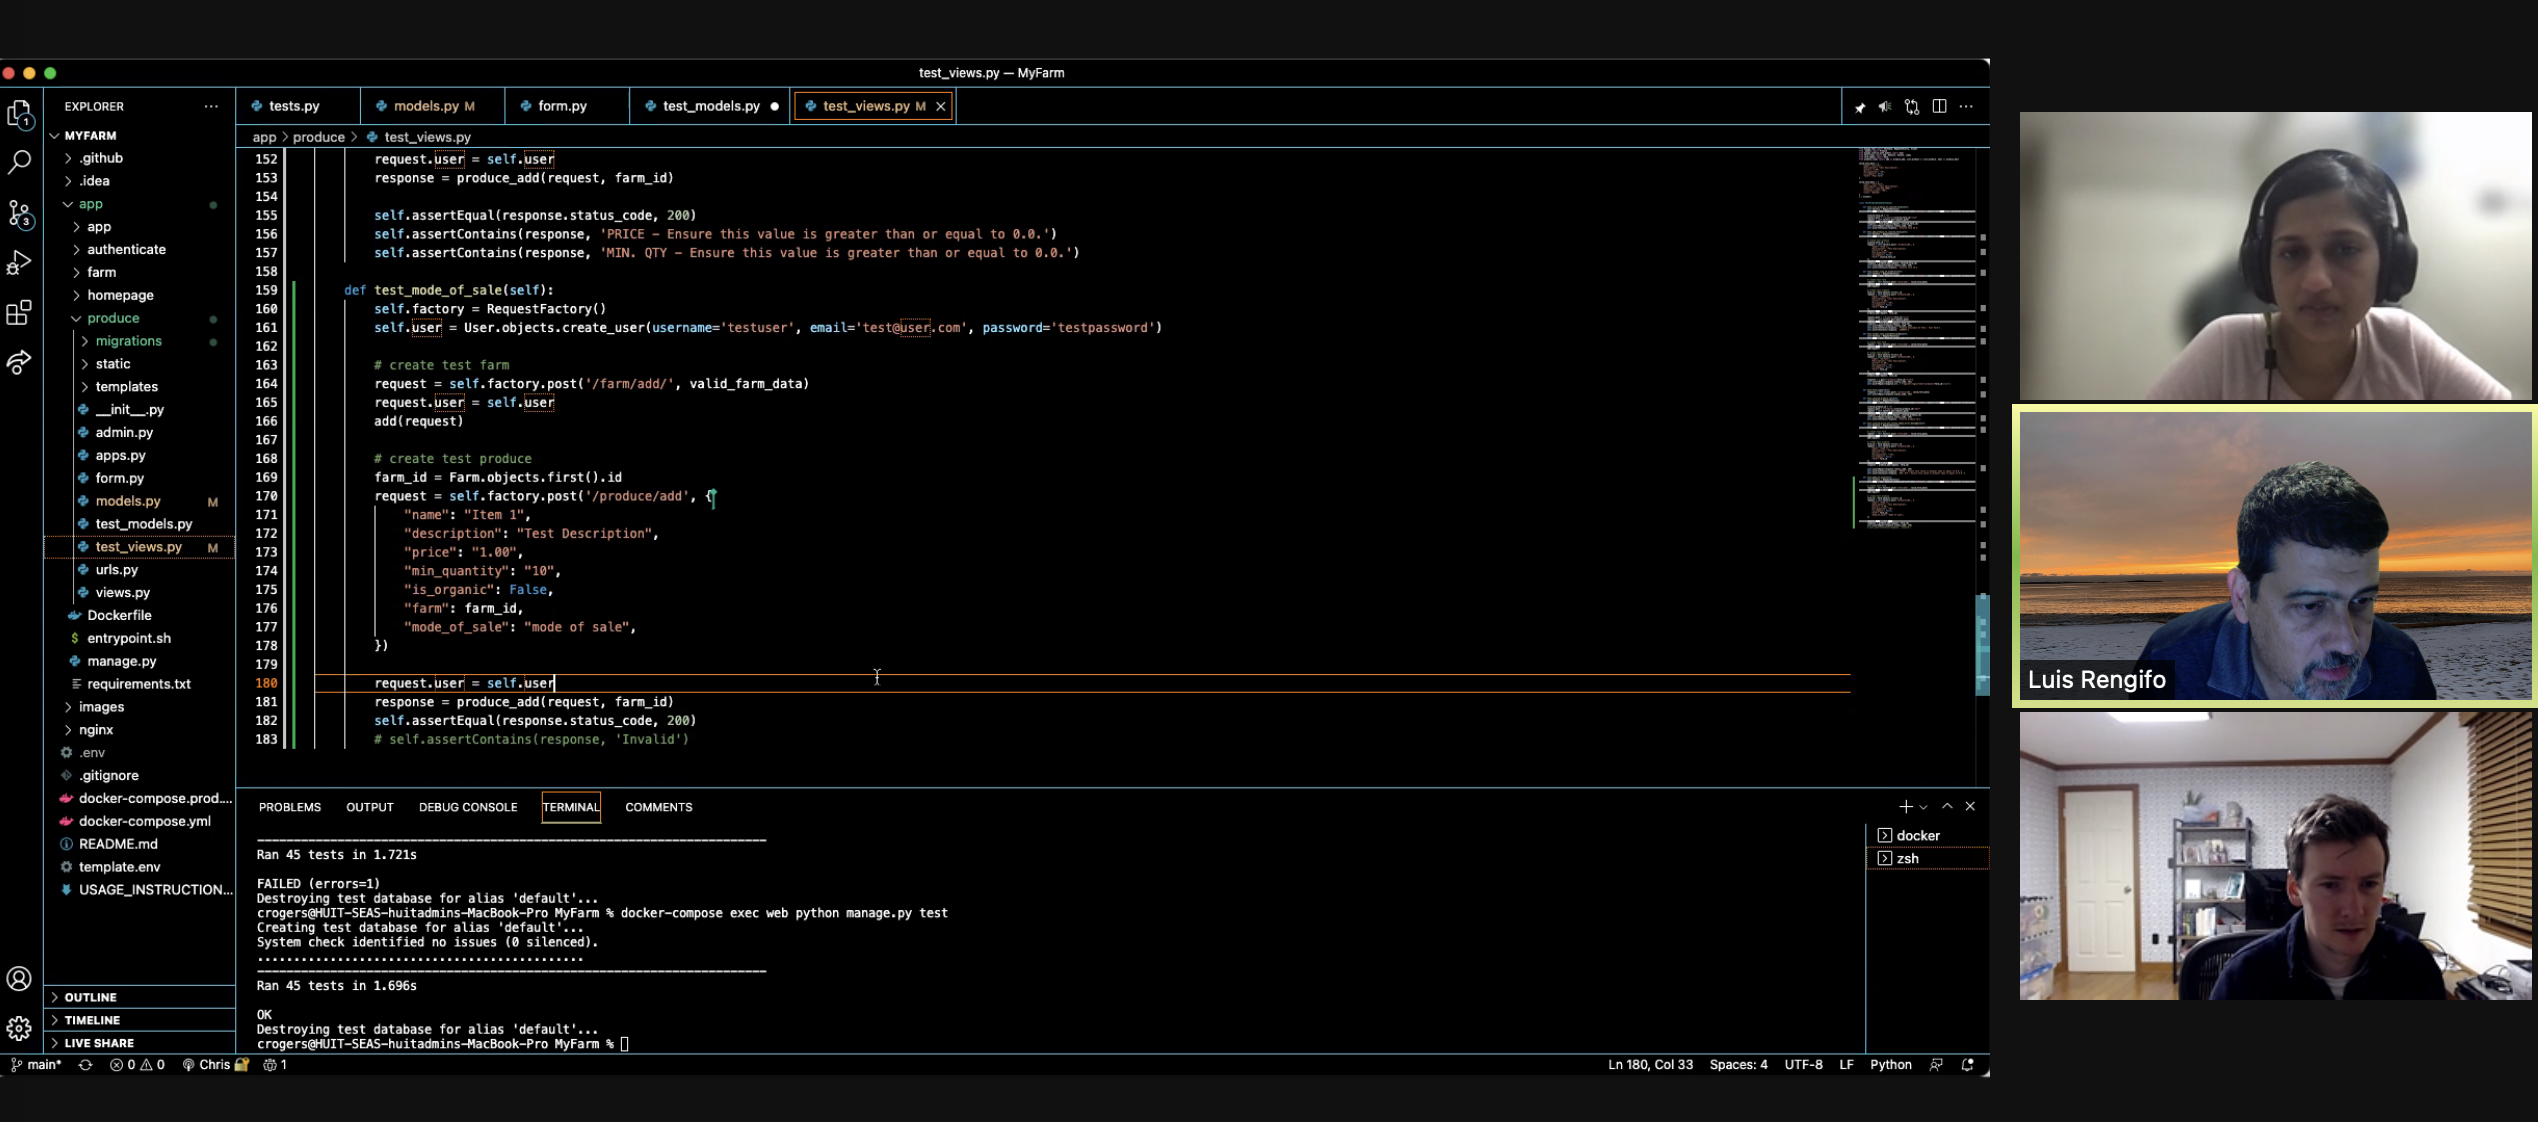 test_views.py — MyFarm
EXPLORER ···
tests.py
models.py M
form.py
test_models.py
test_views.py M
app > produce > test_views.py
1
3
MYFARM
.github
.idea
app
app
authenticate
farm
homepage
produce
migrations
static
templates
__init__.py
admin.py
apps.py
form.py
models.py M
test_models.py
test_views.py M
urls.py
views.py
Dockerfile
entrypoint.sh
manage.py
requirements.txt
images
nginx
.env
.gitignore
docker-compose.prod....
docker-compose.yml
README.md
template.env
USAGE_INSTRUCTION...
OUTLINE
TIMELINE
LIVE SHARE
152 request.user = self.user
153 response = produce_add(request, farm_id)
154
155 self.assertEqual(response.status_code, 200)
156 self.assertContains(response, 'PRICE – Ensure this value is greater than or equal to 0.0.')
157 self.assertContains(response, 'MIN. QTY – Ensure this value is greater than or equal to 0.0.')
158
159 def test_mode_of_sale(self):
160 self.factory = RequestFactory()
161 self.user = User.objects.create_user(username='testuser', email='test@user.com', password='testpassword')
162
163 # create test farm
164 request = self.factory.post('/farm/add/', valid_farm_data)
165 request.user = self.user
166 add(request)
167
168 # create test produce
169 farm_id = Farm.objects.first().id
170 request = self.factory.post('/produce/add', {
171 "name": "Item 1",
172 "description": "Test Description",
173 "price": "1.00",
174 "min_quantity": "10",
175 "is_organic": False,
176 "farm": farm_id,
177 "mode_of_sale": "mode of sale",
178 })
179
180 request.user = self.user
181 response = produce_add(request, farm_id)
182 self.assertEqual(response.status_code, 200)
183 # self.assertContains(response, 'Invalid')
PROBLEMS OUTPUT DEBUG CONSOLE TERMINAL COMMENTS
Ran 45 tests in 1.721s
FAILED (errors=1)
Destroying test database for alias 'default'...
crogers@HUIT-SEAS-huitadmins-MacBook-Pro MyFarm % docker-compose exec web python manage.py test
Creating test database for alias 'default'...
System check identified no issues (0 silenced).
.............................................
Ran 45 tests in 1.696s
OK
Destroying test database for alias 'default'...
crogers@HUIT-SEAS-huitadmins-MacBook-Pro MyFarm %
docker
zsh
main* 0 0 Chris 1
Ln 180, Col 33 Spaces: 4 UTF-8 LF Python
Luis Rengifo